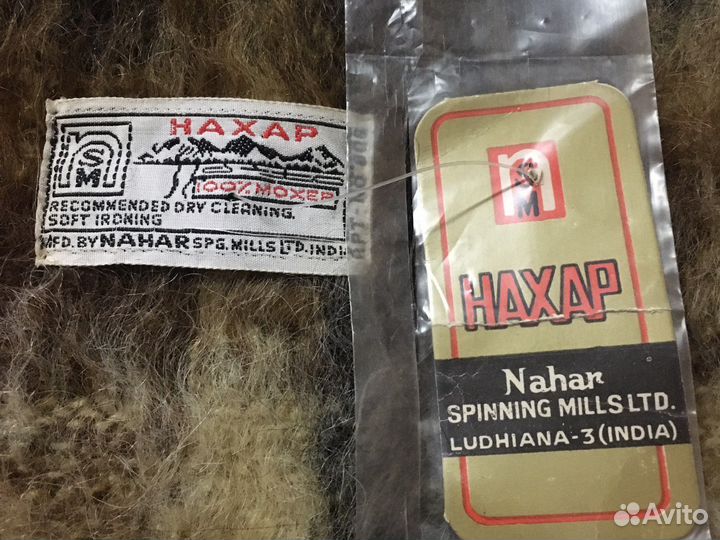 НАХАР
n
S
M
100% МОХЕР
RECOMMENDED DRY CLEANING.
SOFT IRONING
MFD. BY NAHAR SPG. MILLS LTD. INDI
n
S
M
НАХАР
Nahar
SPINNING MILLS LTD.
LUDHIANA-3 (INDIA)
Avito